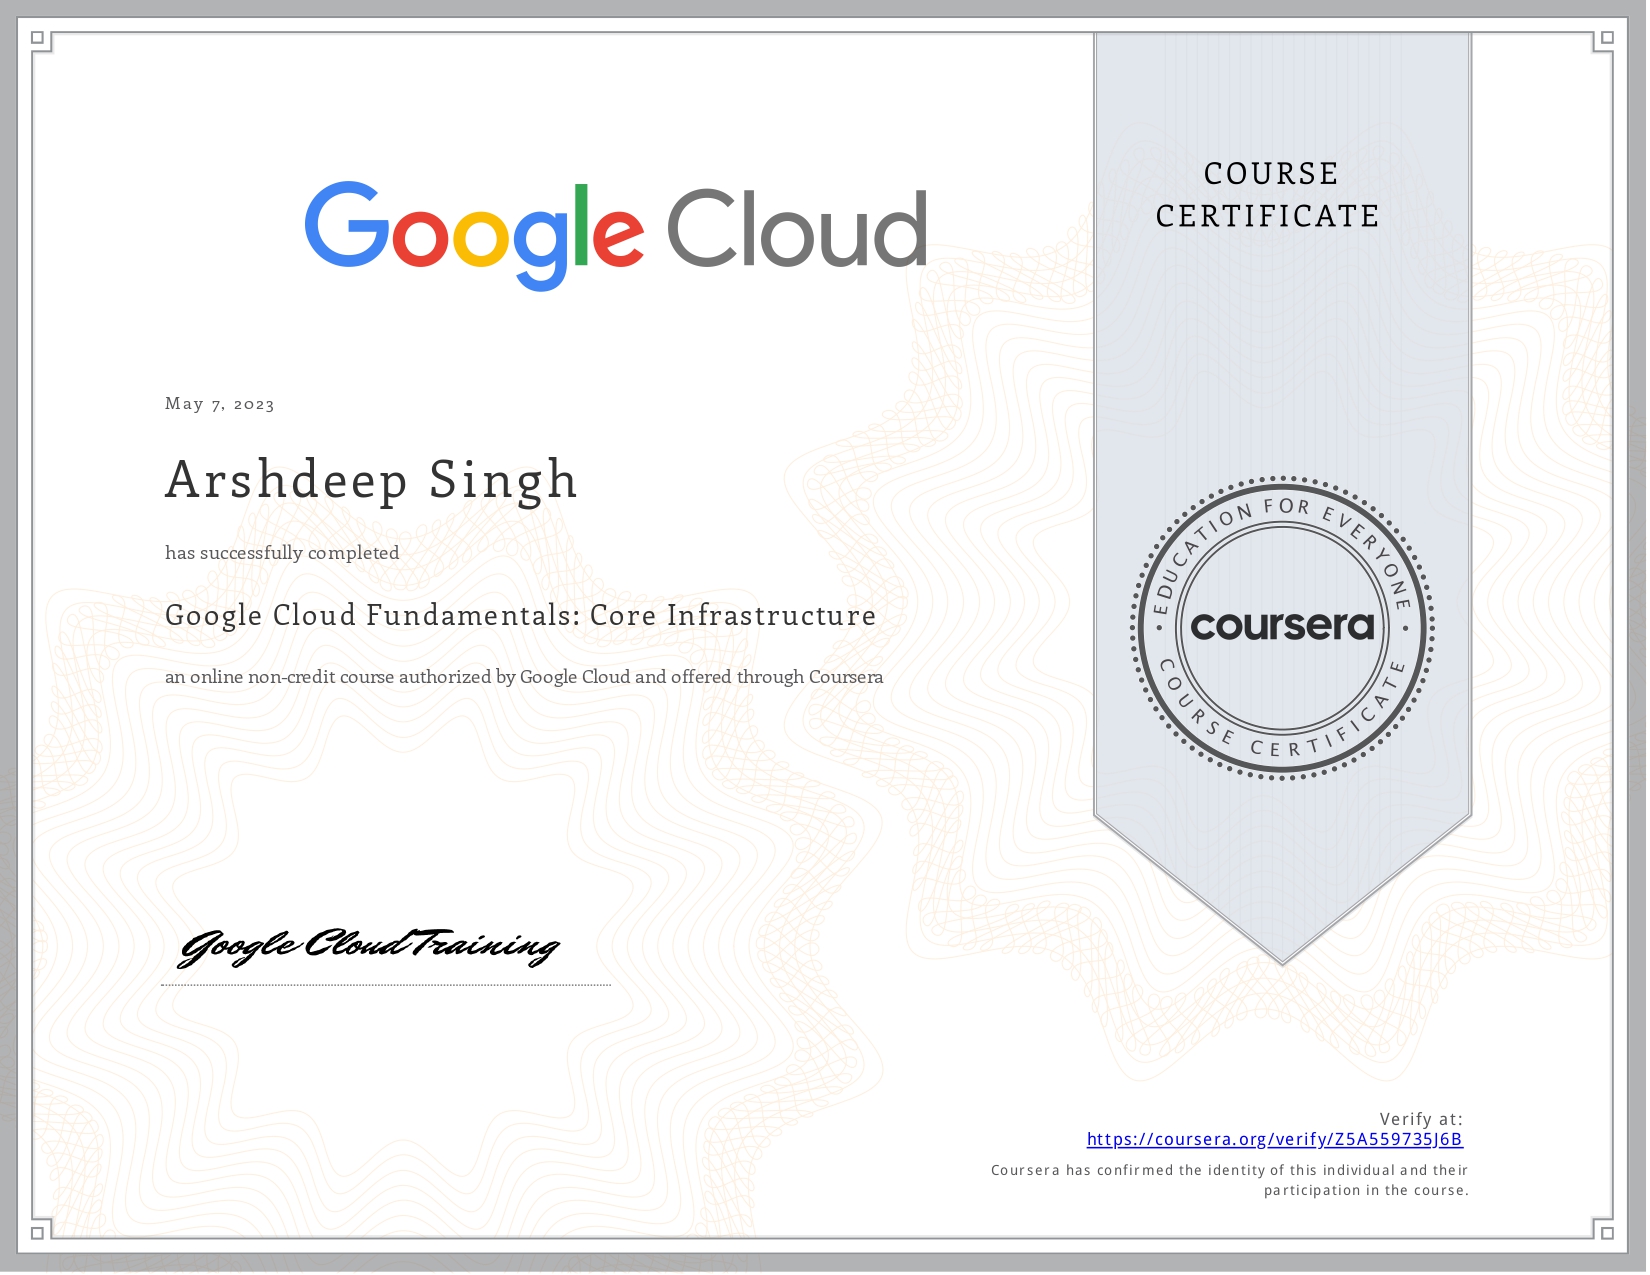 Google Cloud
COURSE
CERTIFICATE
May 7, 2023
Arshdeep Singh
has successfully completed
Google Cloud Fundamentals: Core Infrastructure
an online non-credit course authorized by Google Cloud and offered through Coursera
EDUCATION FOR EVERYONE
coursera
COURSE CERTIFICATE
Google Cloud Training
Verify at:
https://coursera.org/verify/Z5A559735J6B
Coursera has confirmed the identity of this individual and their
participation in the course.